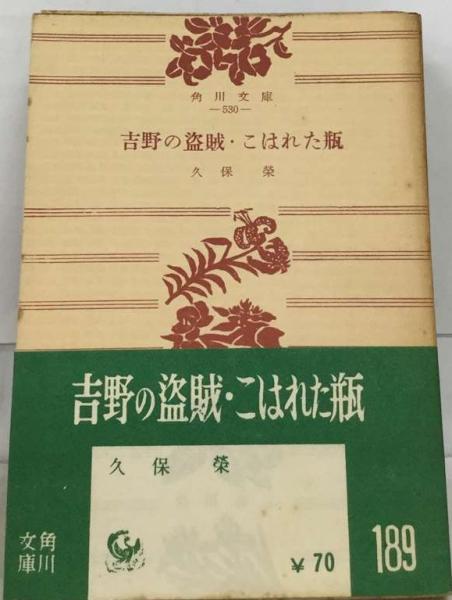 角川文庫
—530—
吉野の盗賊・こはれた瓶
久保榮
吉野の盗賊・こはれた瓶
久保榮
角川文庫
¥70
189